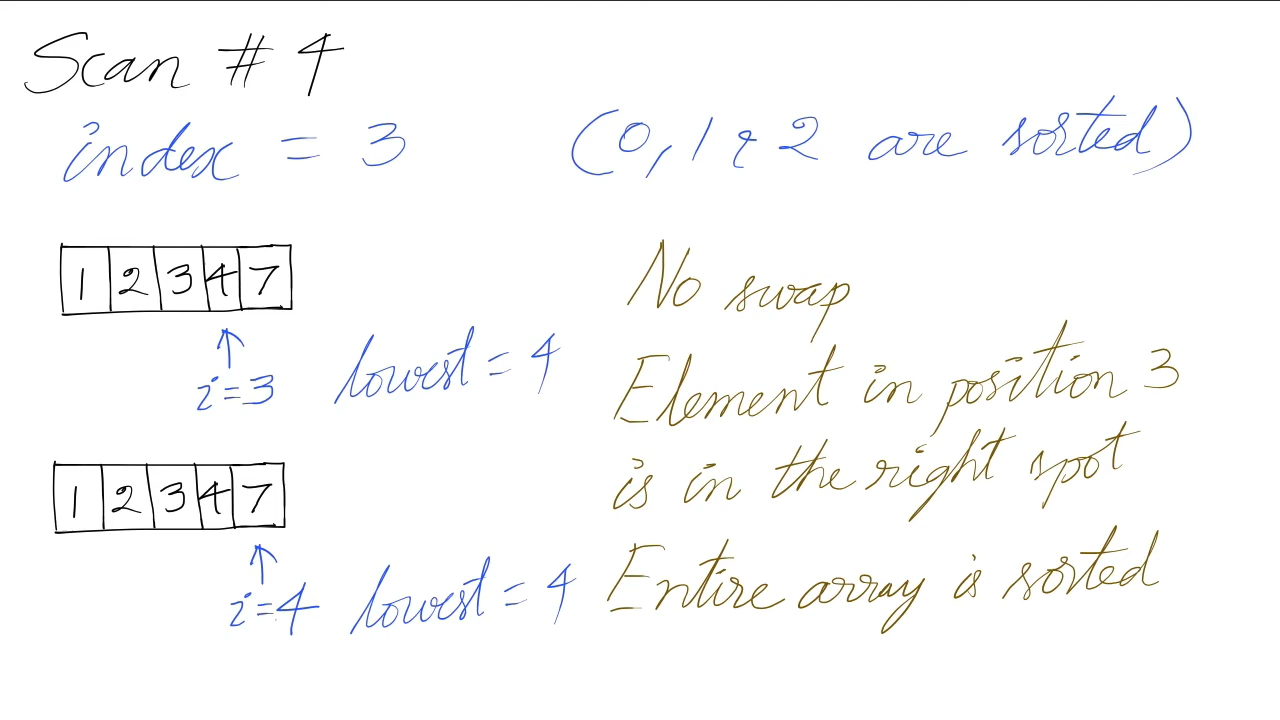 Scan # 4
index = 3 (0, 1 & 2 are sorted)
1 2 3 4 7
No swap
i=3 lowest = 4
Element in position 3
is in the right spot
1 2 3 4 7
Entire array is sorted
i=4 lowest = 4